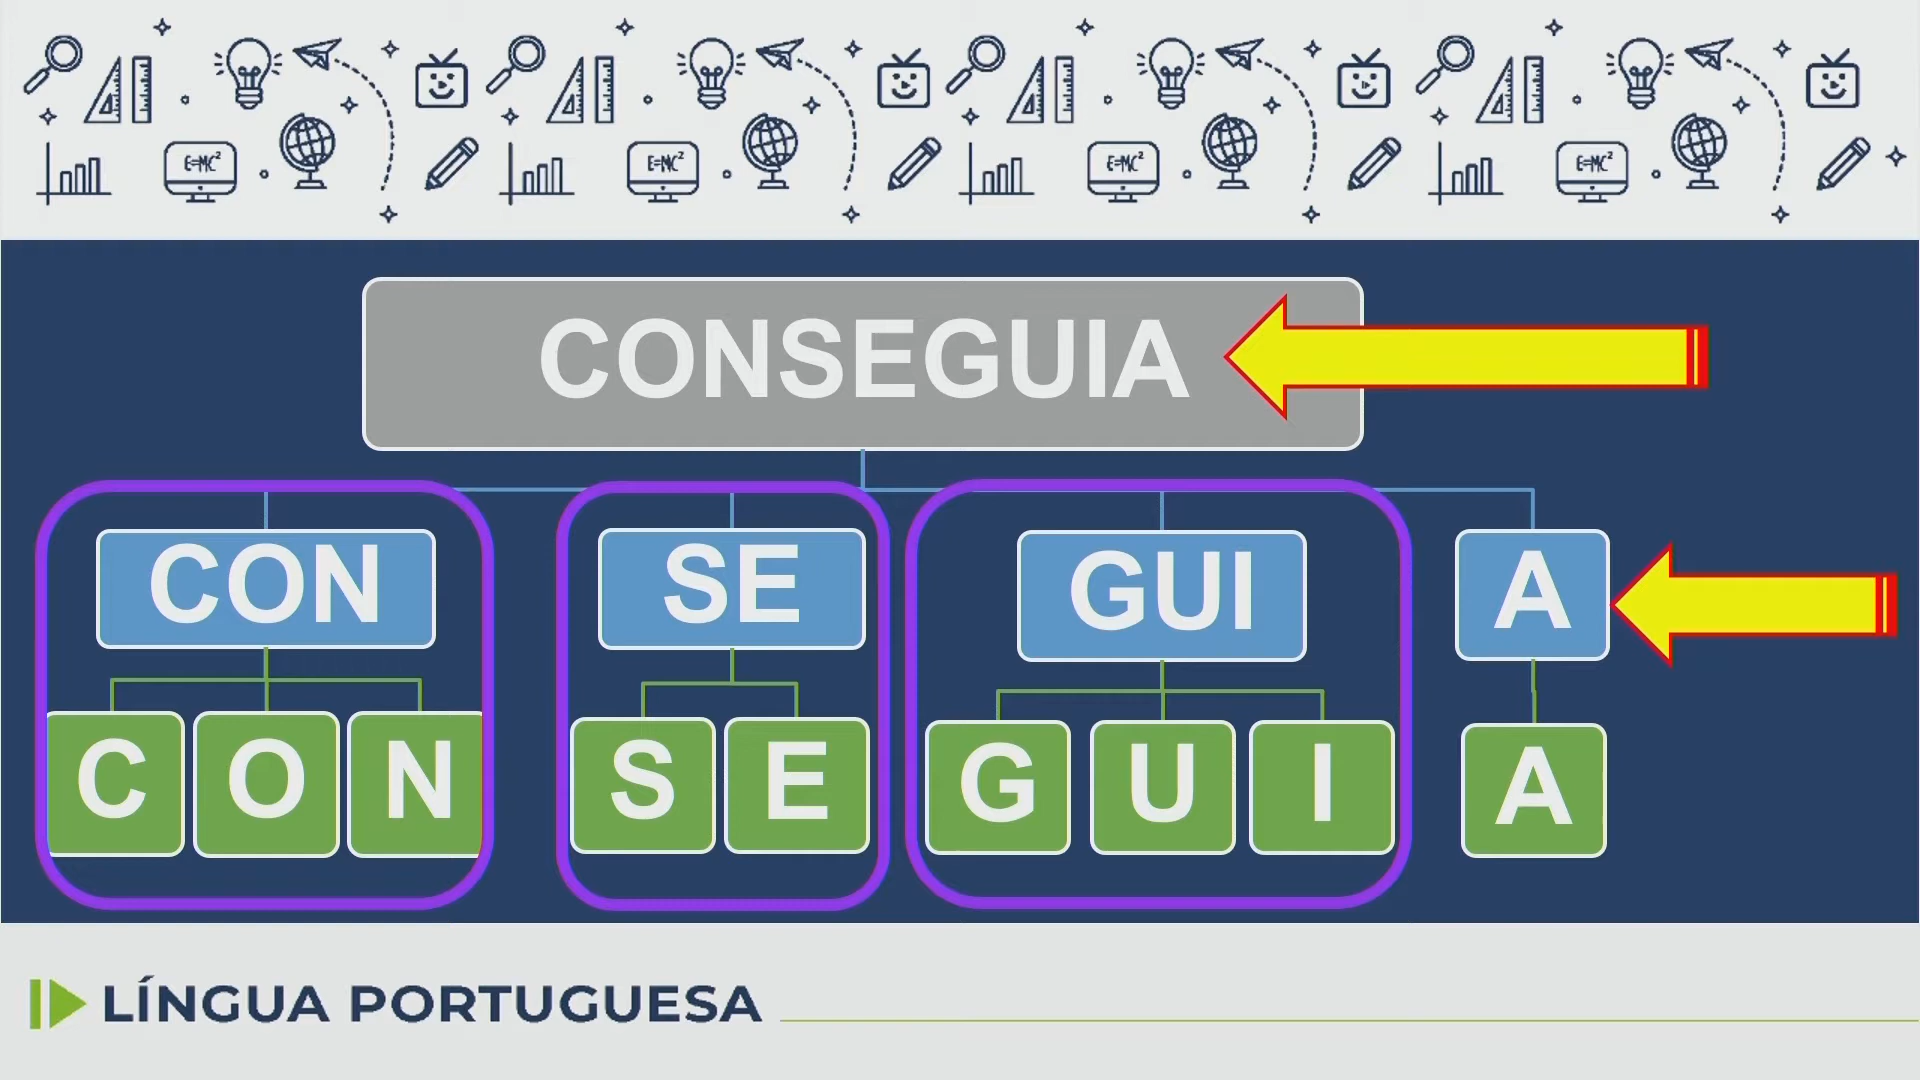 E=MC² E=MC² E=MC² E=MC²
CONSEGUIA
CON SE GUI A
C O N S E G U I A
LÍNGUA PORTUGUESA